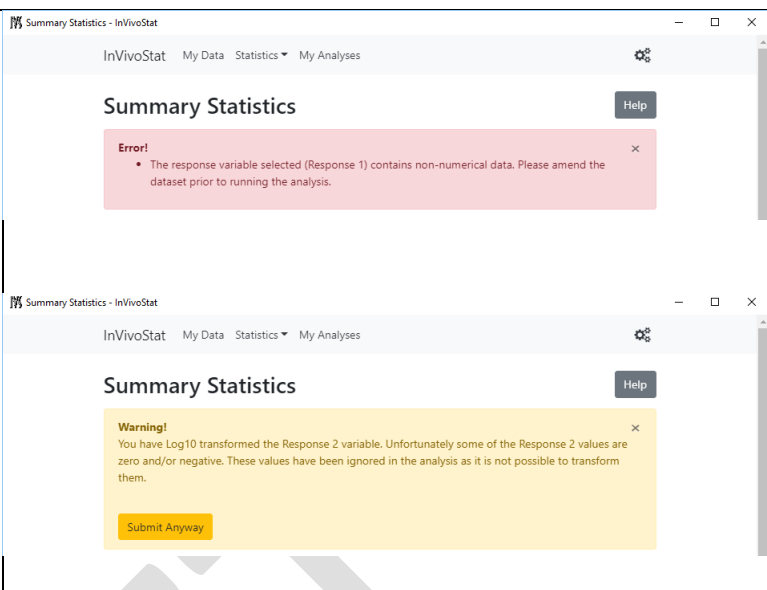 Summary Statistics - InVivoStat
InVivoStat My Data Statistics My Analyses
Summary Statistics
Help
Error!
• The response variable selected (Response 1) contains non-numerical data. Please amend the
dataset prior to running the analysis.
Summary Statistics - InVivoStat
InVivoStat My Data Statistics My Analyses
Summary Statistics
Help
Warning!
You have Log10 transformed the Response 2 variable. Unfortunately some of the Response 2 values are
zero and/or negative. These values have been ignored in the analysis as it is not possible to transform
them.
Submit Anyway